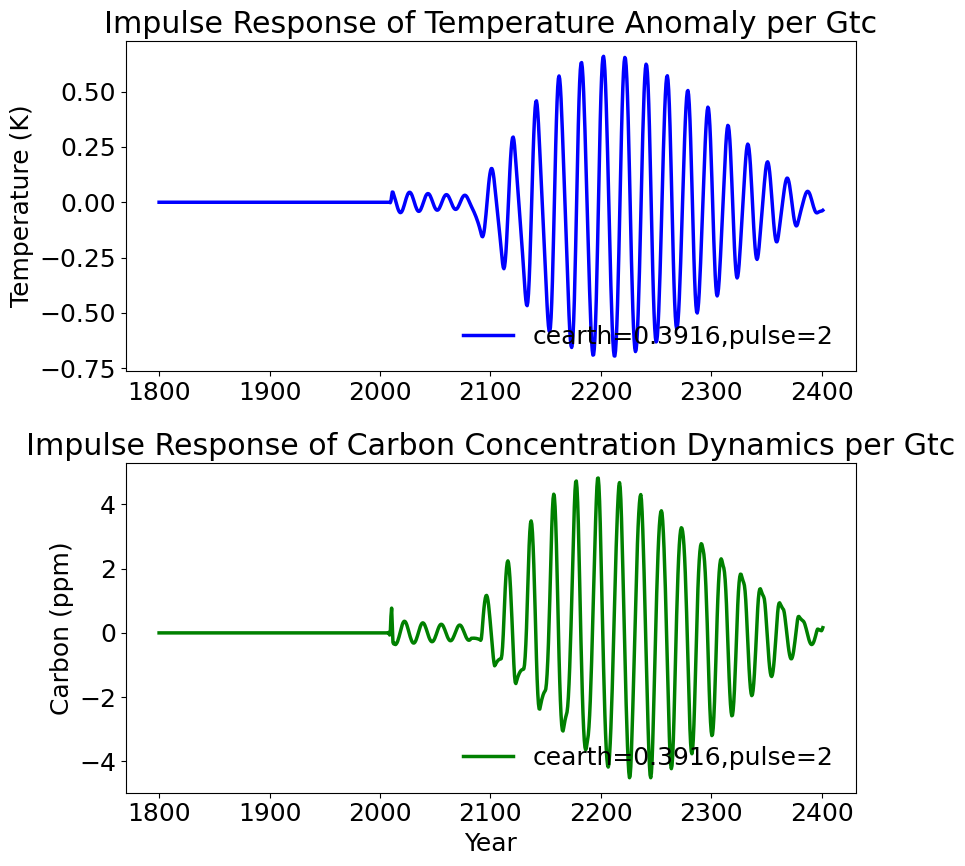 Impulse Response of Temperature Anomaly per Gtc
Temperature (K)
0.50
0.25
0.00
−0.25
−0.50
−0.75
cearth=0.3916,pulse=2
1800 1900 2000 2100 2200 2300 2400
Impulse Response of Carbon Concentration Dynamics per Gtc
Carbon (ppm)
4
2
0
−2
−4
cearth=0.3916,pulse=2
1800 1900 2000 2100 2200 2300 2400
Year